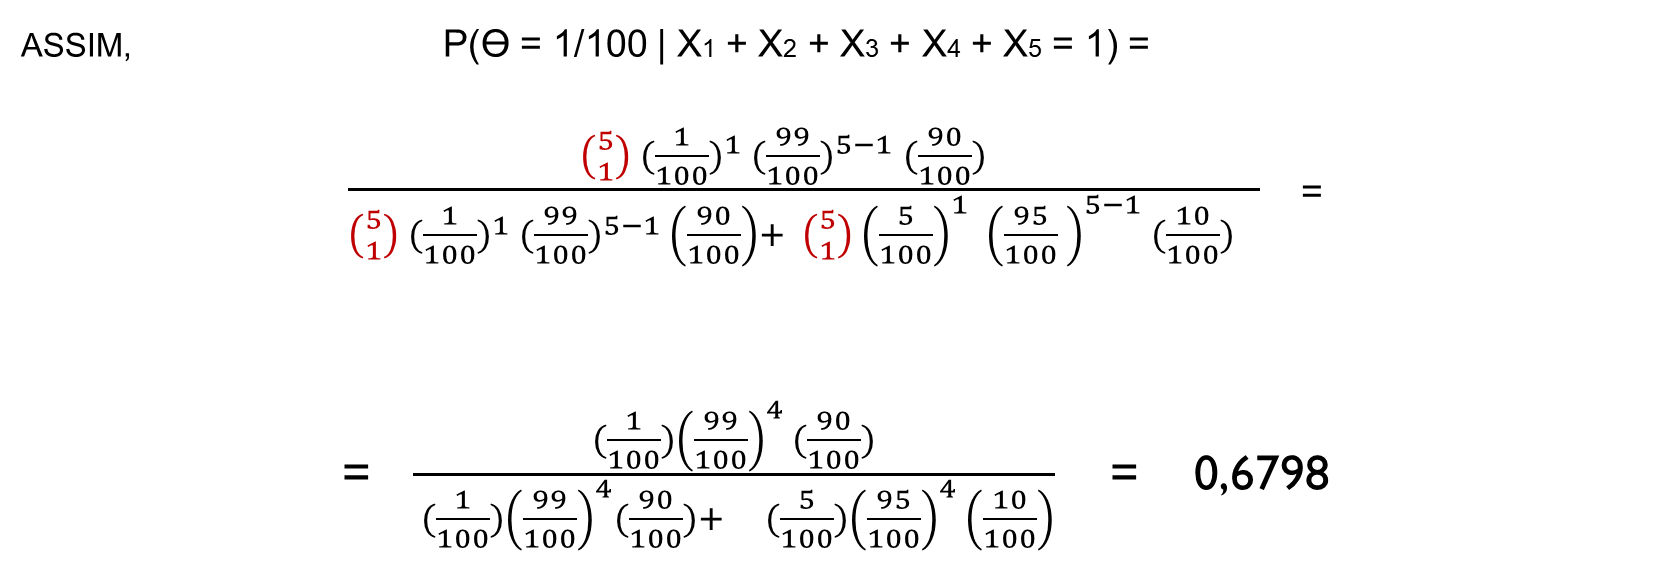 ASSIM, P(Ө = 1/100 | X1 + X2 + X3 + X4 + X5 = 1) =
(5 1) (1/100)^1 (99/100)^5−1 (90/100)
(5 1) (1/100)^1 (99/100)^5−1 (90/100) + (5 1) (5/100)^1 (95/100)^5−1 (10/100) =
(1/100)(99/100)^4 (90/100)
= (1/100)(99/100)^4 (90/100) + (5/100)(95/100)^4 (10/100) = 0,6798